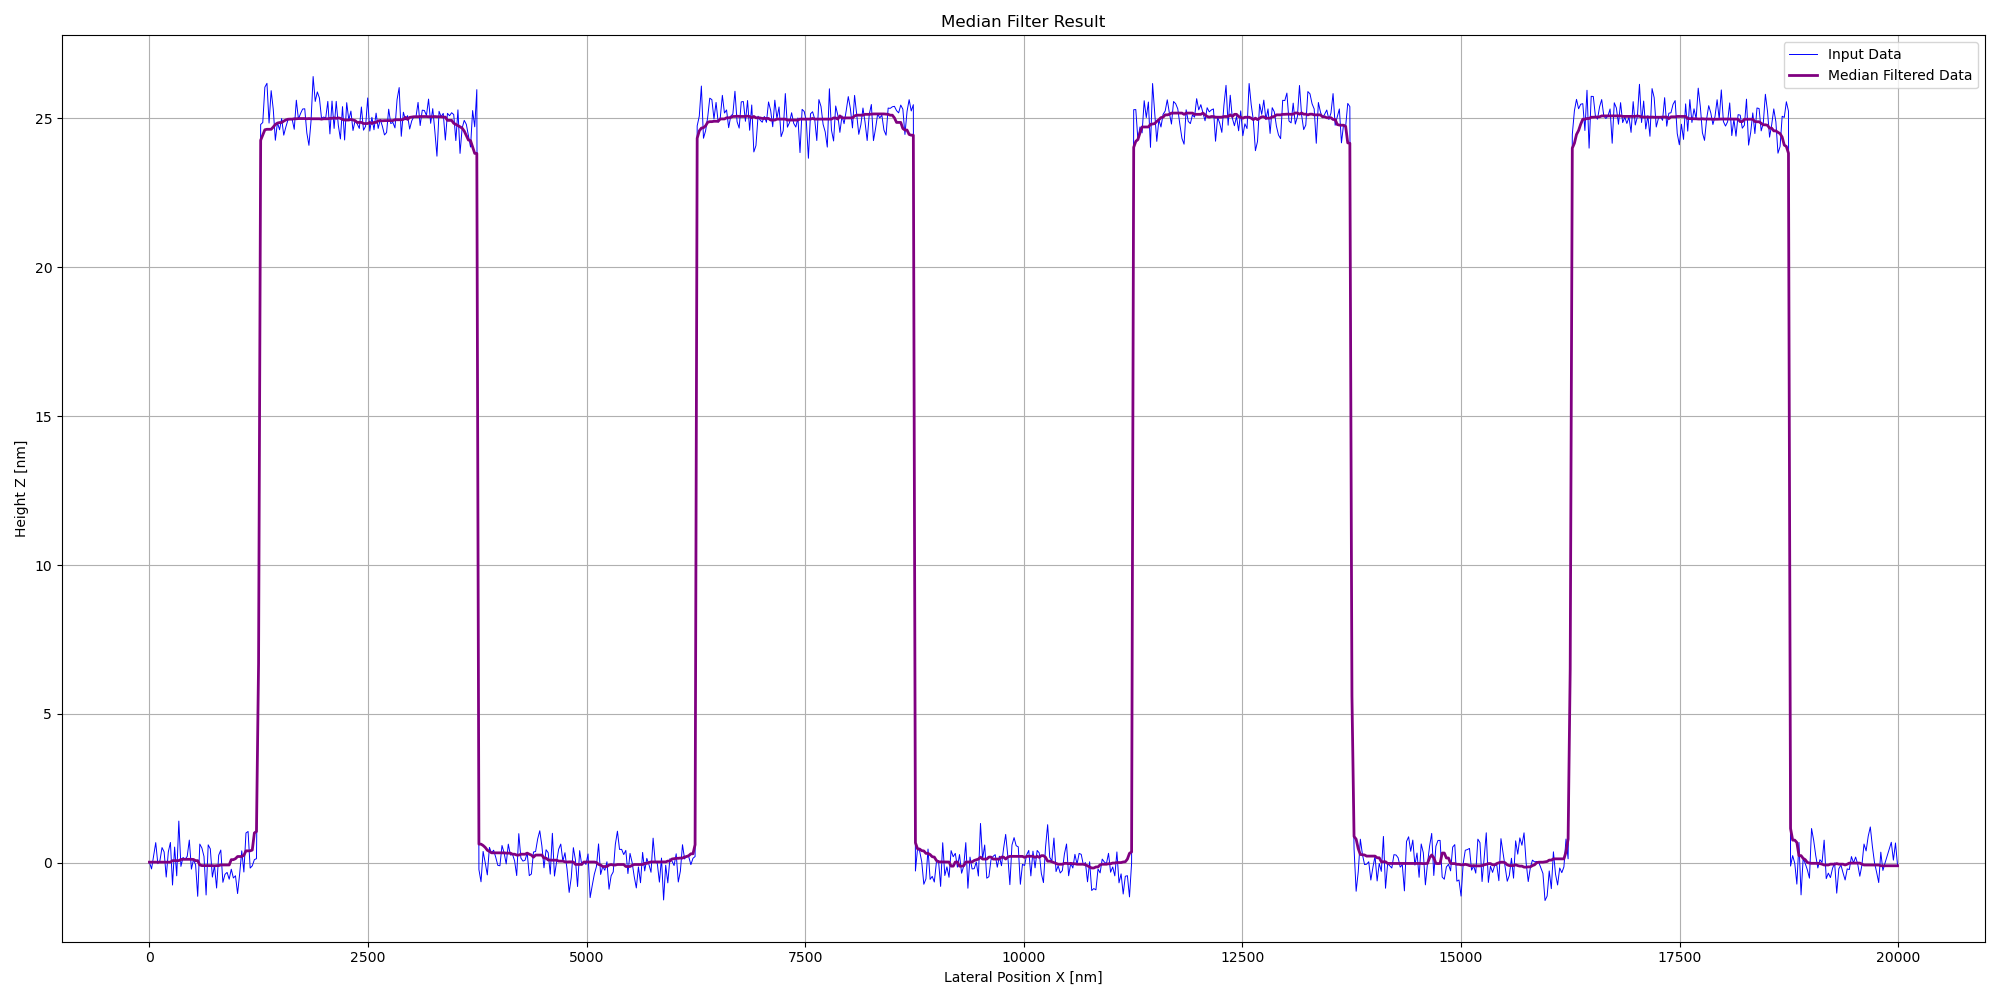 Median Filter Result
Input Data
Median Filtered Data
Height Z [nm]
25
20
15
10
5
0
0 2500 5000 7500 10000 12500 15000 17500 20000
Lateral Position X [nm]